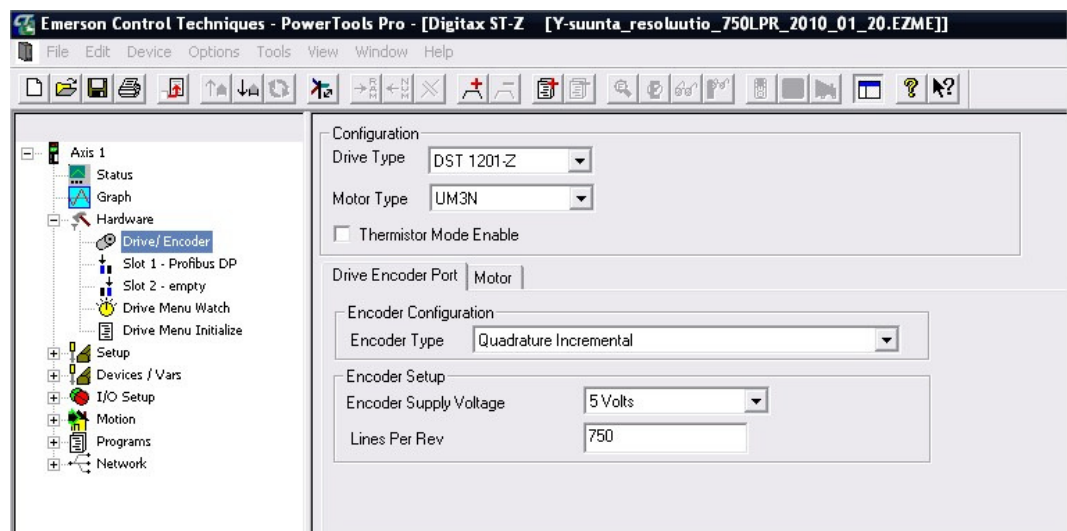 Emerson Control Techniques - PowerTools Pro - [Digitax ST-Z [Y-suunta_resoluutio_750LPR_2010_01_20.EZME]]
File Edit Device Options Tools View Window Help
Axis 1
Status
Graph
Hardware
Drive/ Encoder
Slot 1 - Profibus DP
Slot 2 - empty
Drive Menu Watch
Drive Menu Initialize
Setup
Devices / Vars
I/O Setup
Motion
Programs
Network
Configuration
Drive Type DST 1201-Z
Motor Type UM3N
Thermistor Mode Enable
Drive Encoder Port Motor
Encoder Configuration
Encoder Type Quadrature Incremental
Encoder Setup
Encoder Supply Voltage 5 Volts
Lines Per Rev 750